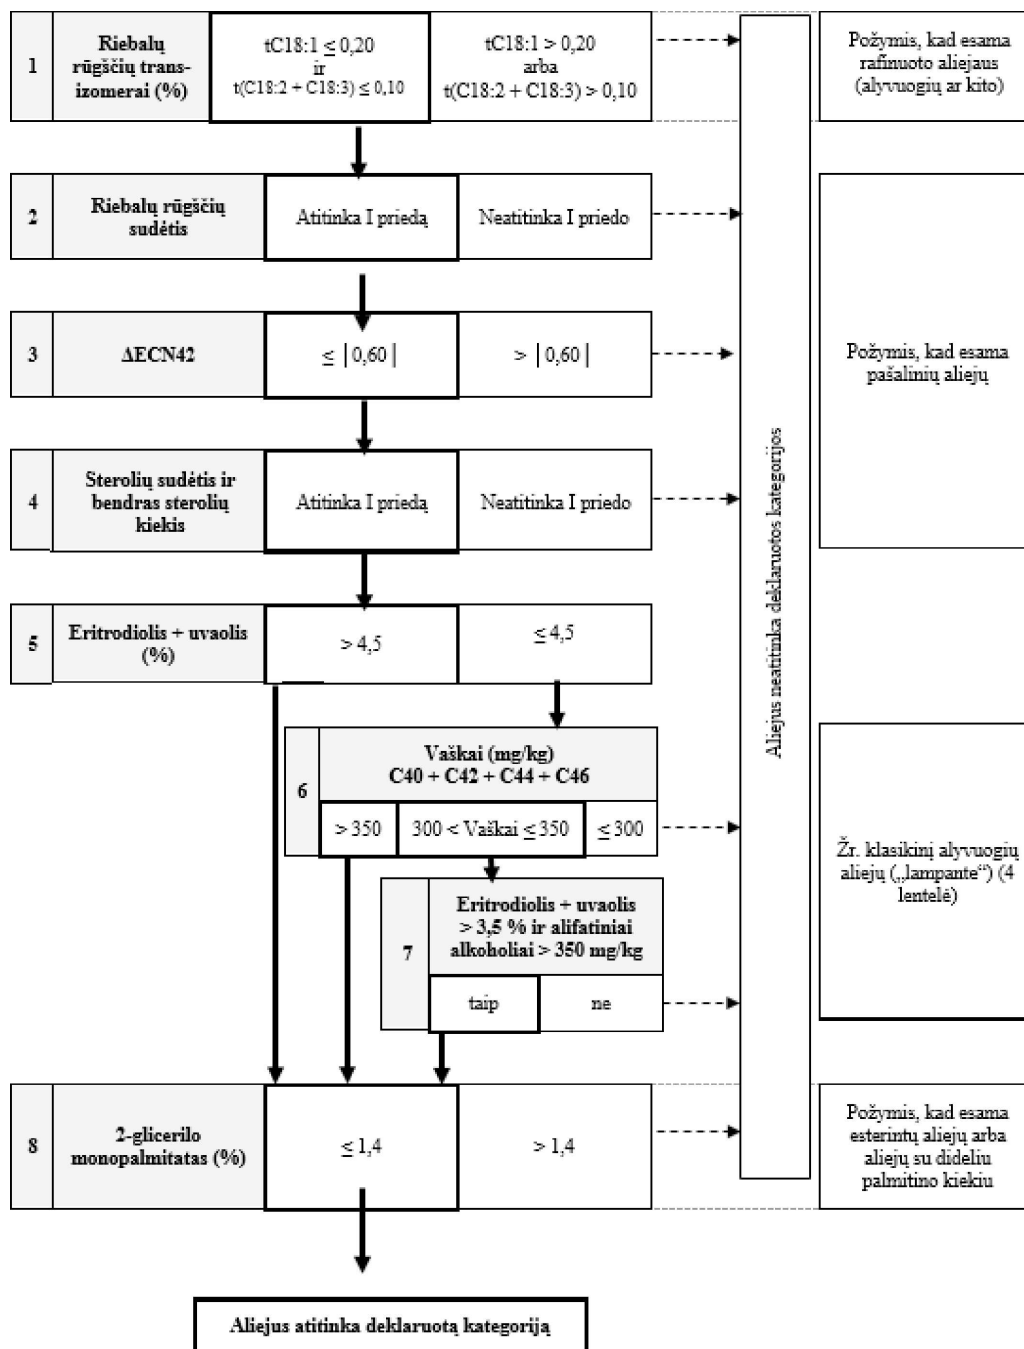 1
Riebalų
rūgščių trans-
izomerai (%)
tC18:1 ≤ 0,20
ir
t(C18:2 + C18:3) ≤ 0,10
tC18:1 > 0,20
arba
t(C18:2 + C18:3) > 0,10
Požymis, kad esama
rafinuoto aliejaus
(alyvuogių ar kito)
2
Riebalų rūgščių
sudėtis
Atitinka I priedą
Neatitinka I priedo
3
ΔECN42
≤ |0,60|
> |0,60|
Požymis, kad esama
pašalinių aliejų
4
Sterolių sudėtis ir
bendras sterolių
kiekis
Atitinka I priedą
Neatitinka I priedo
Aliejus neatitinka deklaruotos kategorijos
5
Eritrodiolis + uvaolis
(%)
> 4,5
≤ 4,5
6
Vaškai (mg/kg)
C40 + C42 + C44 + C46
> 350
300 < Vaškai ≤ 350
≤ 300
Žr. klasikinį alyvuogių
aliejų („lampante“) (4
lentelė)
7
Eritrodiolis + uvaolis
> 3,5 % ir alifatiniai
alkoholiai > 350 mg/kg
taip
ne
8
2-glicerilo
monopalmitatas (%)
≤ 1,4
> 1,4
Požymis, kad esama
esterintų aliejų arba
aliejų su dideliu
palmitino kiekiu
Aliejus atitinka deklaruotą kategoriją